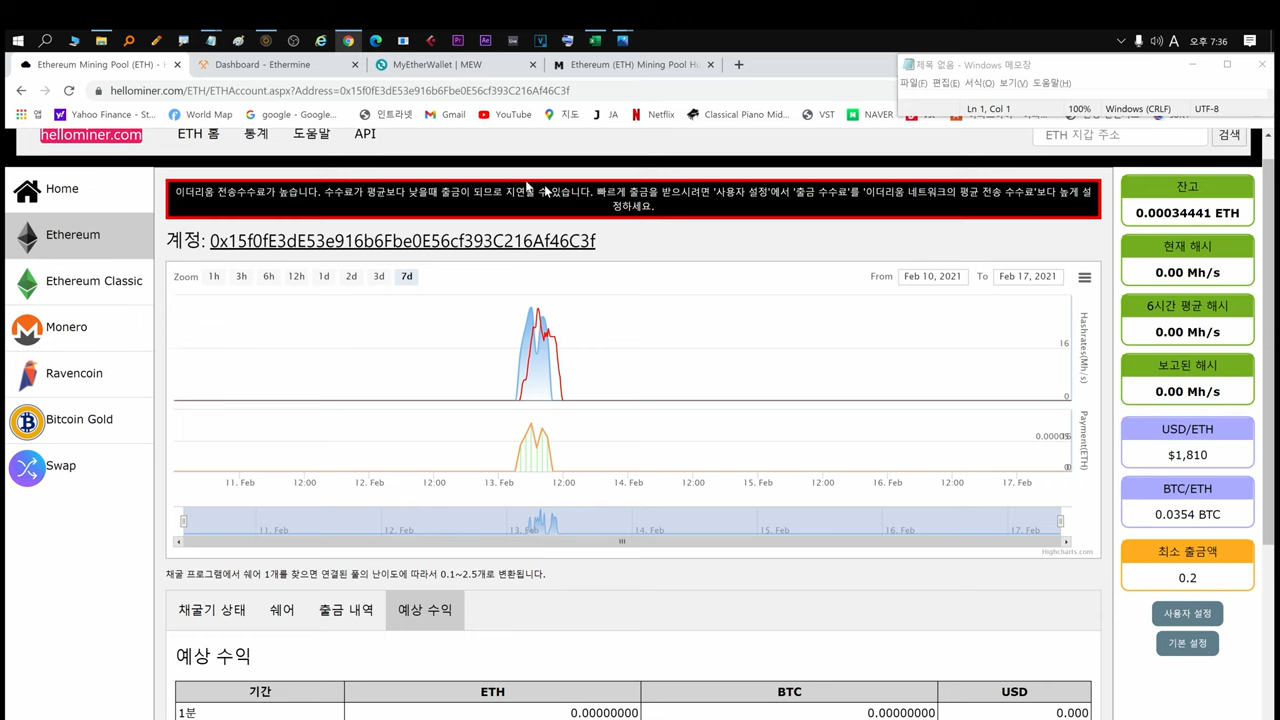 A 오후 7:36
Ethereum Mining Pool (ETH) -
Dashboard - Ethermine
MyEtherWallet | MEW
Ethereum (ETH) Mining Pool Hu
제목 없음 - Windows 메모장
파일(F) 편집(E) 서식(O) 보기(V) 도움말(H)
hellominer.com/ETH/ETHAccount.aspx?Address=0x15f0fE3dE53e916b6Fbe0E56cf393C216Af46C3f
Ln 1, Col 1 100% Windows (CRLF) UTF-8
앱 Yahoo Finance - St... World Map google - Google... 인트라넷 Gmail YouTube 지도 JA Netflix Classical Piano Mid... VST NAVER
hellominer.com ETH 홈 통계 도움말 API ETH 지갑 주소 검색
이더리움 전송수수료가 높습니다. 수수료가 평균보다 낮을때 출금이 되므로 지연될 수 있습니다. 빠르게 출금을 받으시려면 '사용자 설정'에서 '출금 수수료'를 '이더리움 네트워크의 평균 전송 수수료'보다 높게 설
정하세요.
Home
Ethereum
Ethereum Classic
Monero
Ravencoin
Bitcoin Gold
Swap
계정: 0x15f0fE3dE53e916b6Fbe0E56cf393C216Af46C3f
Zoom 1h 3h 6h 12h 1d 2d 3d 7d From Feb 10, 2021 To Feb 17, 2021
Hashrates(Mh/s)
16
0
Payment(ETH)
0
11. Feb 12:00 12. Feb 12:00 13. Feb 12:00 14. Feb 12:00 15. Feb 12:00 16. Feb 12:00 17. Feb
11. Feb 12. Feb 13. Feb 14. Feb 15. Feb 16. Feb 17. Feb
Highcharts.com
채굴 프로그램에서 쉐어 1개를 찾으면 연결된 풀의 난이도에 따라서 0.1~2.5개로 변환됩니다.
채굴기 상태 쉐어 출금 내역 예상 수익
예상 수익
기간 ETH BTC USD
1분 0.00000000 0.00000000 0.000
잔고
0.00034441 ETH
현재 해시
0.00 Mh/s
6시간 평균 해시
0.00 Mh/s
보고된 해시
0.00 Mh/s
USD/ETH
$1,810
BTC/ETH
0.0354 BTC
최소 출금액
0.2
사용자 설정
기본 설정